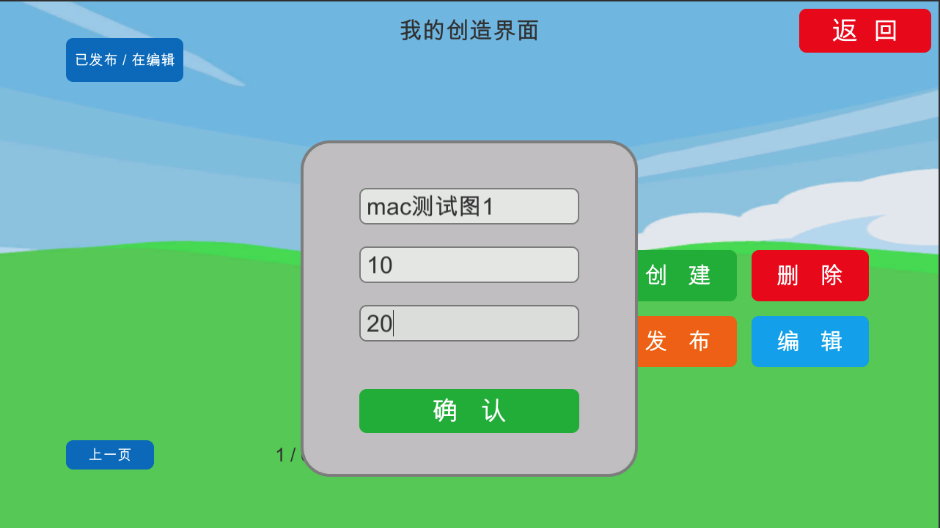 我的创造界面
返 回
已发布 / 在编辑
mac测试图1
10
20
创 建
删 除
发 布
编 辑
确 认
上一页
1 /